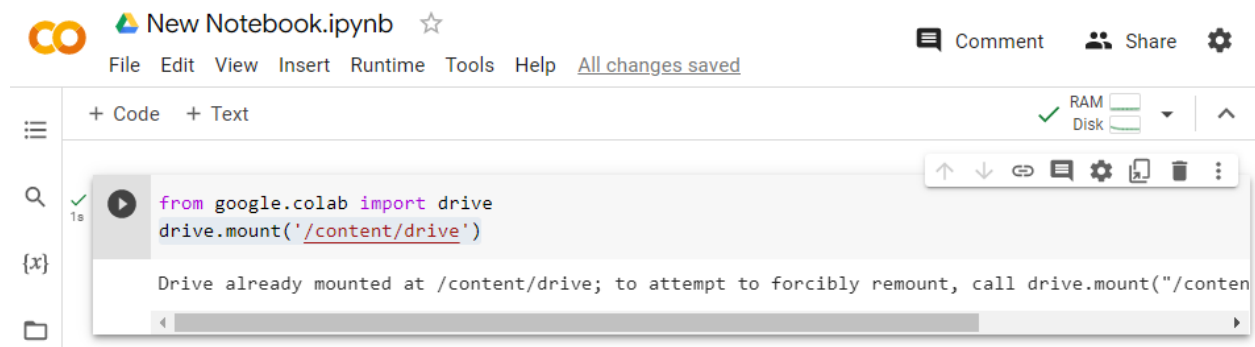 New Notebook.ipynb
Comment
Share
File Edit View Insert Runtime Tools Help All changes saved
+ Code + Text
RAM
Disk
1s
from google.colab import drive
drive.mount('/content/drive')
{x}
Drive already mounted at /content/drive; to attempt to forcibly remount, call drive.mount("/conten